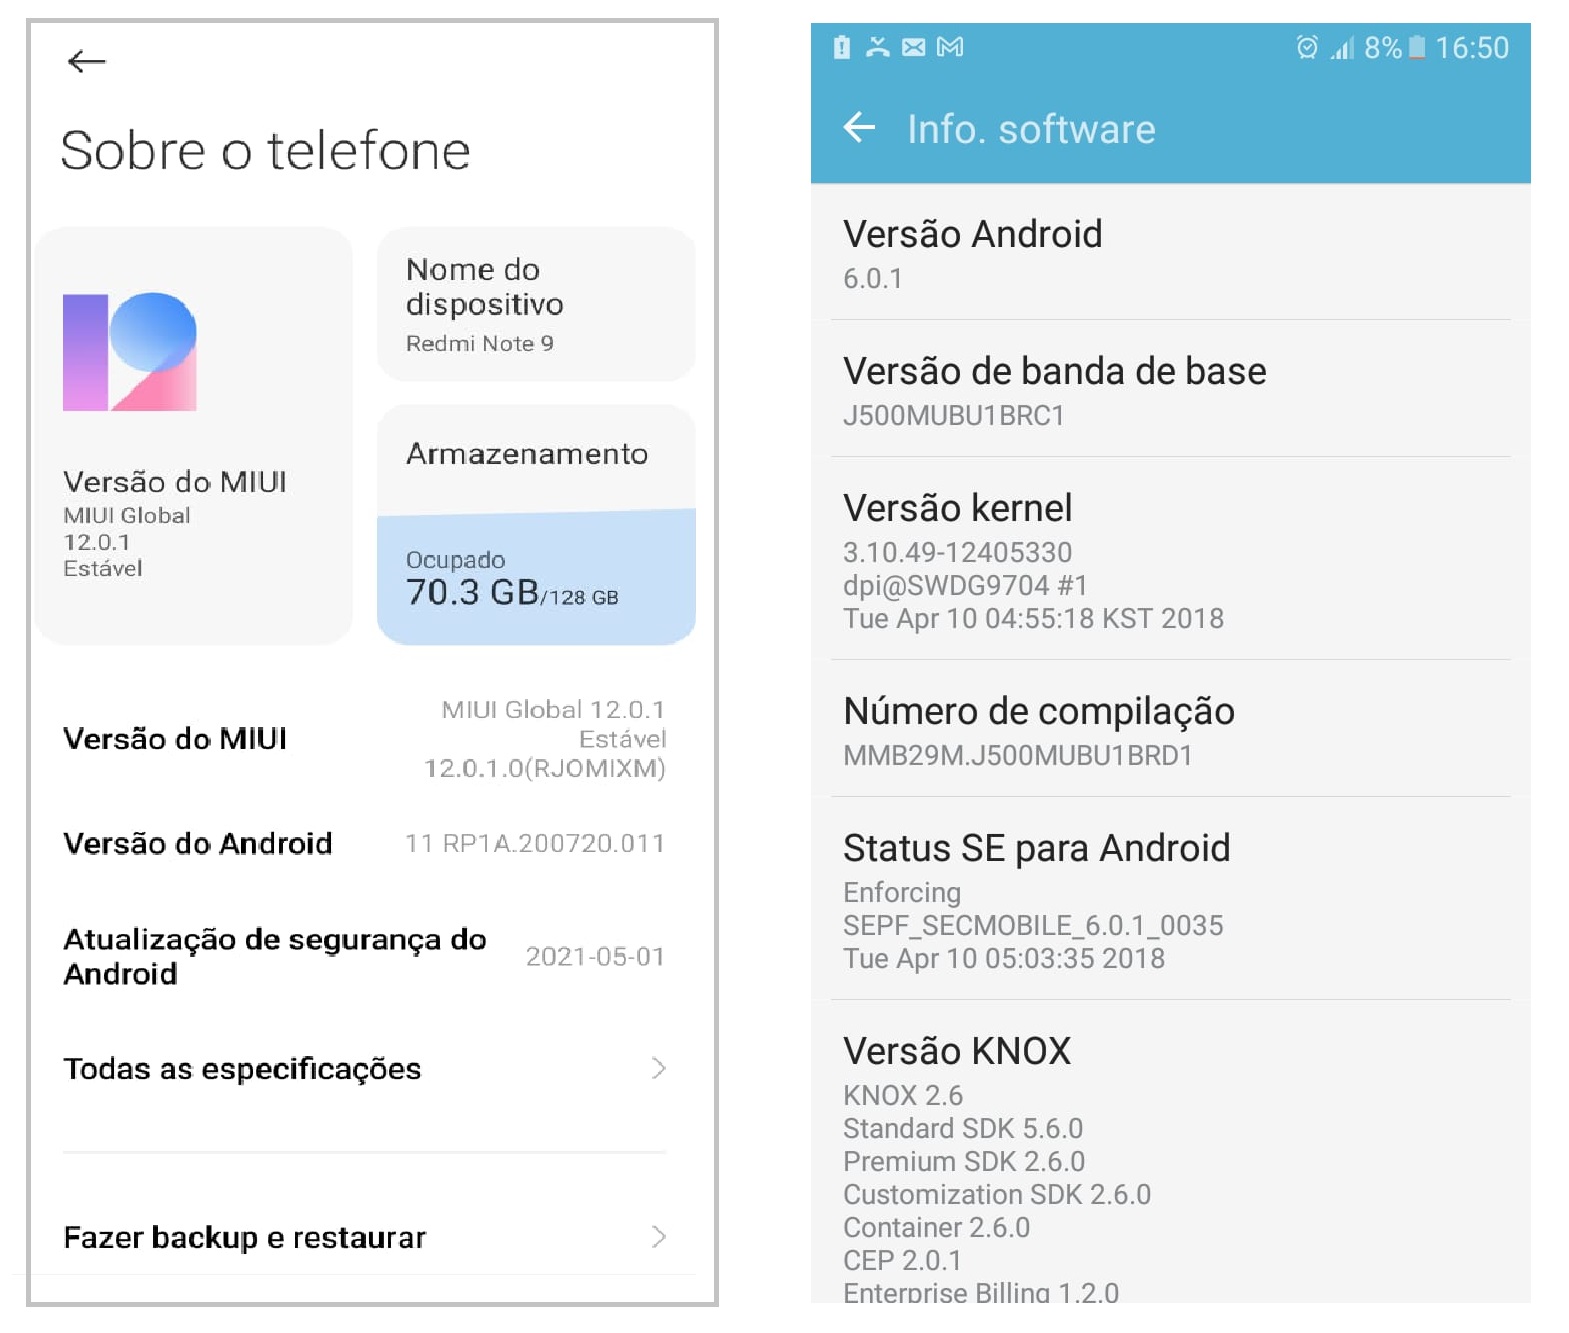 Sobre o telefone
Nome do
dispositivo
Redmi Note 9
Versão do MIUI
MIUI Global
12.0.1
Estável
Armazenamento
Ocupado
70.3 GB/128 GB
Versão do MIUI
MIUI Global 12.0.1
Estável
12.0.1.0(RJOMIXM)
Versão do Android
11 RP1A.200720.011
Atualização de segurança do
Android
2021-05-01
Todas as especificações
Fazer backup e restaurar
8% 16:50
Info. software
Versão Android
6.0.1
Versão de banda de base
J500MUBU1BRC1
Versão kernel
3.10.49-12405330
dpi@SWDG9704 #1
Tue Apr 10 04:55:18 KST 2018
Número de compilação
MMB29M.J500MUBU1BRD1
Status SE para Android
Enforcing
SEPF_SECMOBILE_6.0.1_0035
Tue Apr 10 05:03:35 2018
Versão KNOX
KNOX 2.6
Standard SDK 5.6.0
Premium SDK 2.6.0
Customization SDK 2.6.0
Container 2.6.0
CEP 2.0.1
Enterprise Billing 1.2.0